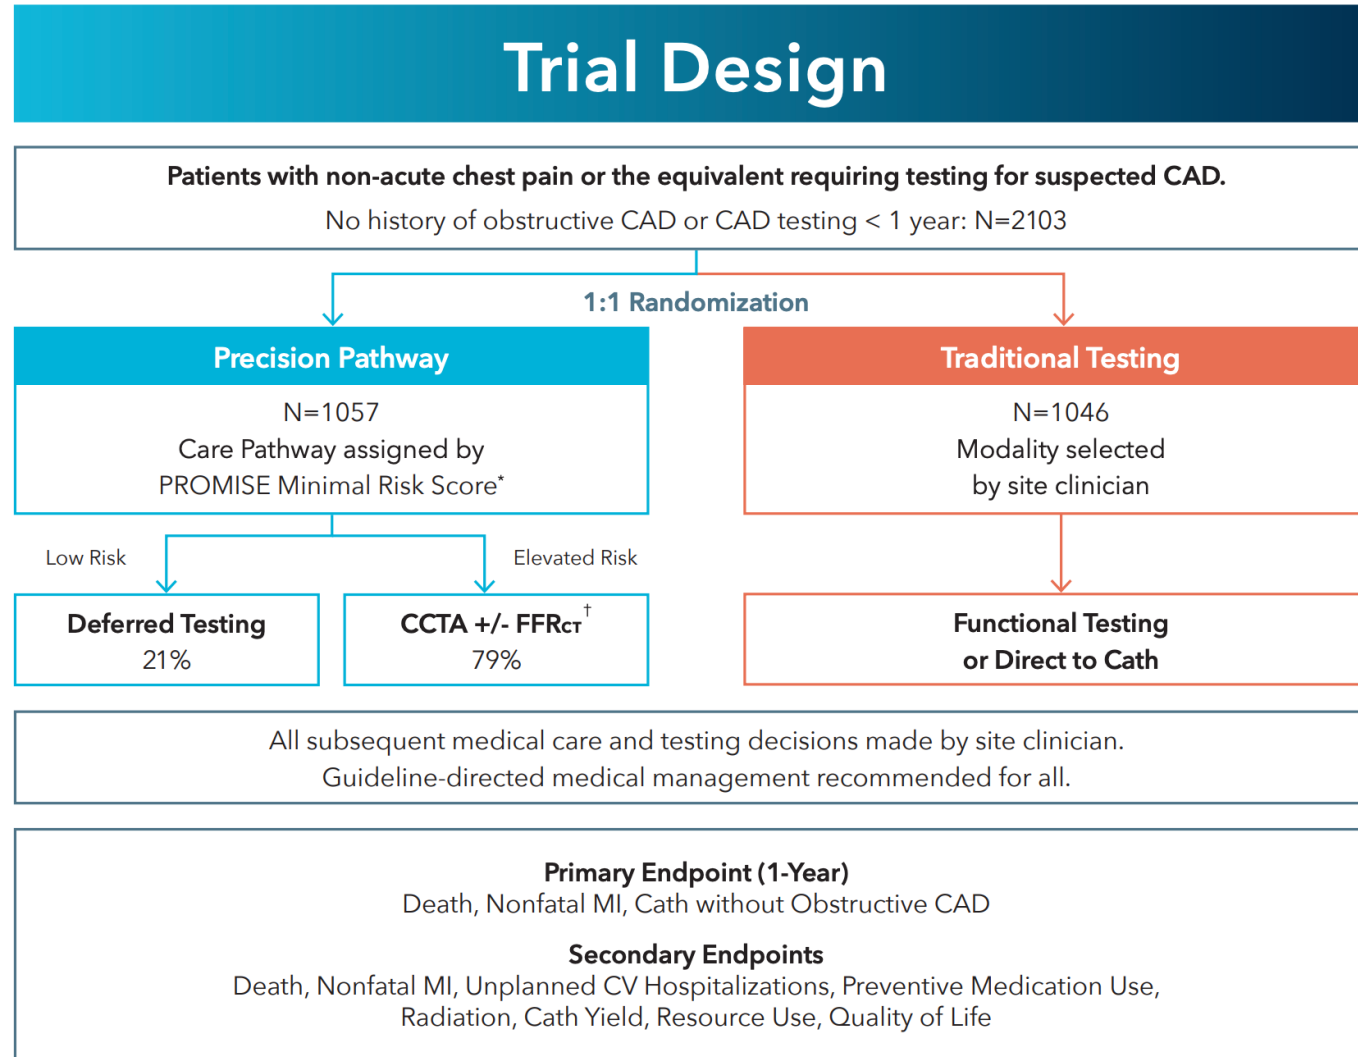 Trial Design
Patients with non-acute chest pain or the equivalent requiring testing for suspected CAD.
No history of obstructive CAD or CAD testing < 1 year: N=2103
1:1 Randomization
Precision Pathway
N=1057
Care Pathway assigned by
PROMISE Minimal Risk Score*
Traditional Testing
N=1046
Modality selected
by site clinician
Low Risk
Elevated Risk
Deferred Testing
21%
CCTA +/- FFRCT†
79%
Functional Testing
or Direct to Cath
All subsequent medical care and testing decisions made by site clinician.
Guideline-directed medical management recommended for all.
Primary Endpoint (1-Year)
Death, Nonfatal MI, Cath without Obstructive CAD
Secondary Endpoints
Death, Nonfatal MI, Unplanned CV Hospitalizations, Preventive Medication Use,
Radiation, Cath Yield, Resource Use, Quality of Life